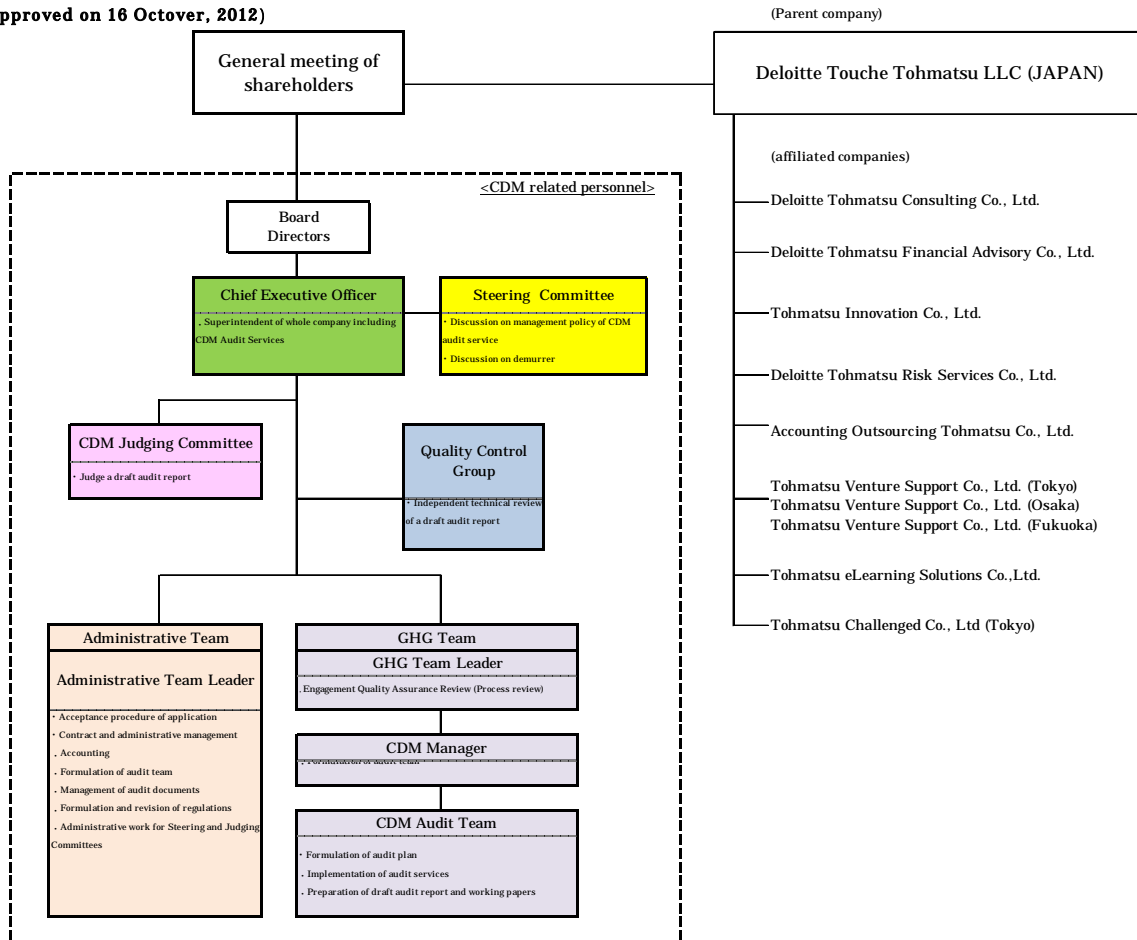 pproved on 16 Octover, 2012)
(Parent company)
General meeting of
shareholders
Deloitte Touche Tohmatsu LLC (JAPAN)
(affiliated companies)
<CDM related personnel>
Deloitte Tohmatsu Consulting Co., Ltd.
Board
Directors
Deloitte Tohmatsu Financial Advisory Co., Ltd.
Chief Executive Officer
. Superintendent of whole company including
CDM Audit Services
Steering Committee
・Discussion on management policy of CDM
audit service
・Discussion on demurrer
Tohmatsu Innovation Co., Ltd.
Deloitte Tohmatsu Risk Services Co., Ltd.
CDM Judging Committee
・Judge a draft audit report
Quality Control
Group
・Independent technical review
of a draft audit report
Accounting Outsourcing Tohmatsu Co., Ltd.
Tohmatsu Venture Support Co., Ltd. (Tokyo)
Tohmatsu Venture Support Co., Ltd. (Osaka)
Tohmatsu Venture Support Co., Ltd. (Fukuoka)
Tohmatsu eLearning Solutions Co.,Ltd.
Tohmatsu Challenged Co., Ltd (Tokyo)
Administrative Team
Administrative Team Leader
・Acceptance procedure of application
・Contract and administrative management
. Accounting
. Formulation of audit team
. Management of audit documents
. Formulation and revision of regulations
. Administrative work for Steering and Judging
Committees
GHG Team
GHG Team Leader
. Engagement Quality Assurance Review (Process review)
CDM Manager
CDM Audit Team
・Formulation of audit plan
. Implementation of audit services
. Preparation of draft audit report and working papers